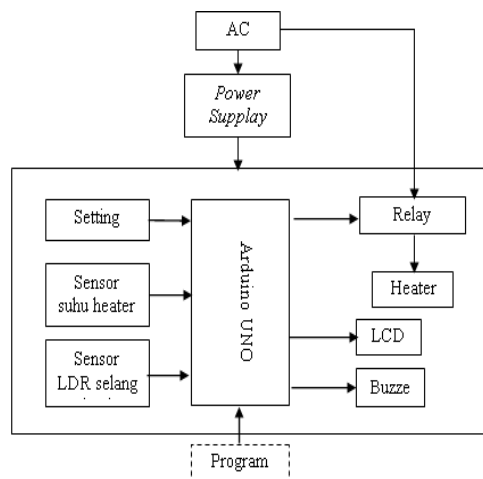 AC
Power
Supplay
Setting
Sensor
suhu heater
Sensor
LDR selang
Arduino UNO
Relay
Heater
LCD
Buzze
Program